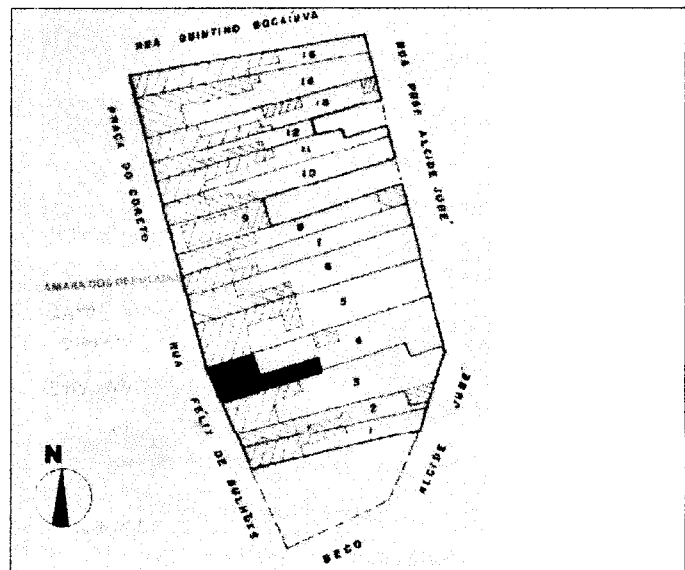 RUA QUINTINO BOCAIUVA
RUA PROF ALCIDE JUBÉ
PRAÇA DO CORETO
15
14
13
12
11
10
9
8
7
6
5
4
3
2
1
RUA FELIX DE BULHÕES
ALCIDE JUBÉ
BECO
N